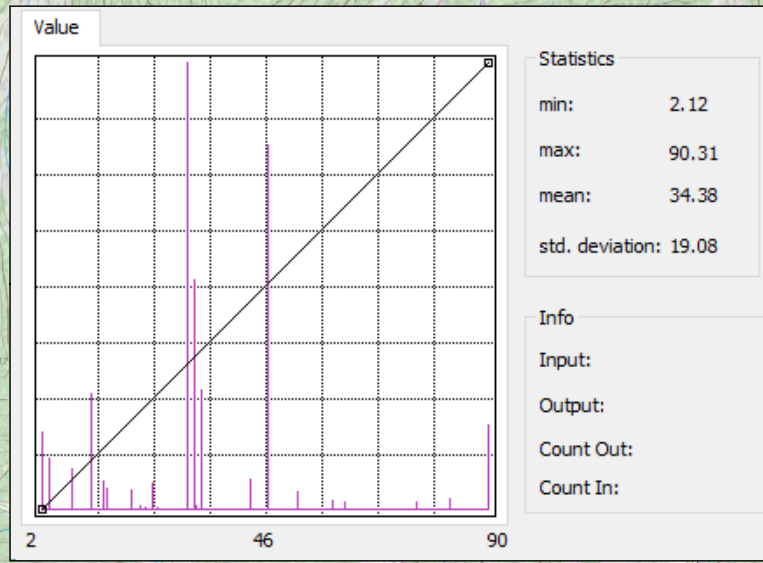 Value
2
46
90
Statistics
min: 2.12
max: 90.31
mean: 34.38
std. deviation: 19.08
Info
Input:
Output:
Count Out:
Count In: